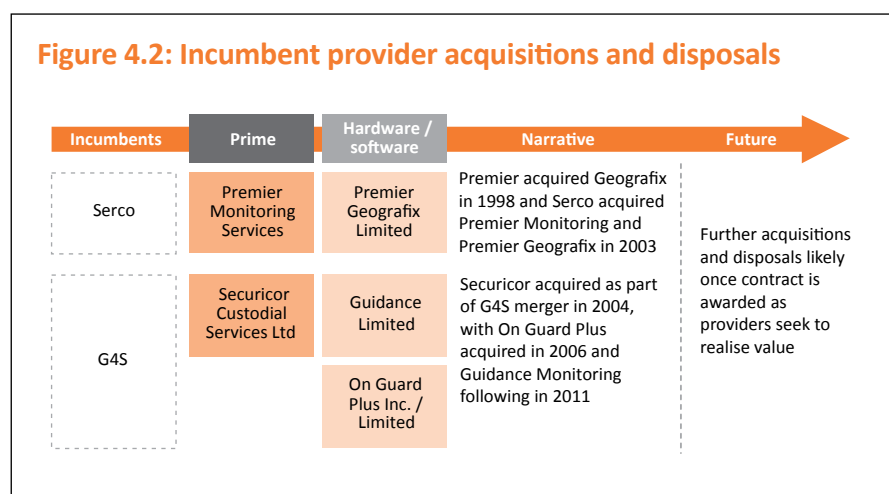 Figure 4.2: Incumbent provider acquisitions and disposals
Incumbents
Prime
Hardware /
software
Narrative
Future
Serco
Premier
Monitoring
Services
Premier
Geografix
Limited
Premier acquired Geografix
in 1998 and Serco acquired
Premier Monitoring and
Premier Geografix in 2003
G4S
Securicor
Custodial
Services Ltd
Guidance
Limited
On Guard
Plus Inc. /
Limited
Securicor acquired as part
of G4S merger in 2004,
with On Guard Plus
acquired in 2006 and
Guidance Monitoring
following in 2011
Further acquisitions
and disposals likely
once contract is
awarded as
providers seek to
realise value